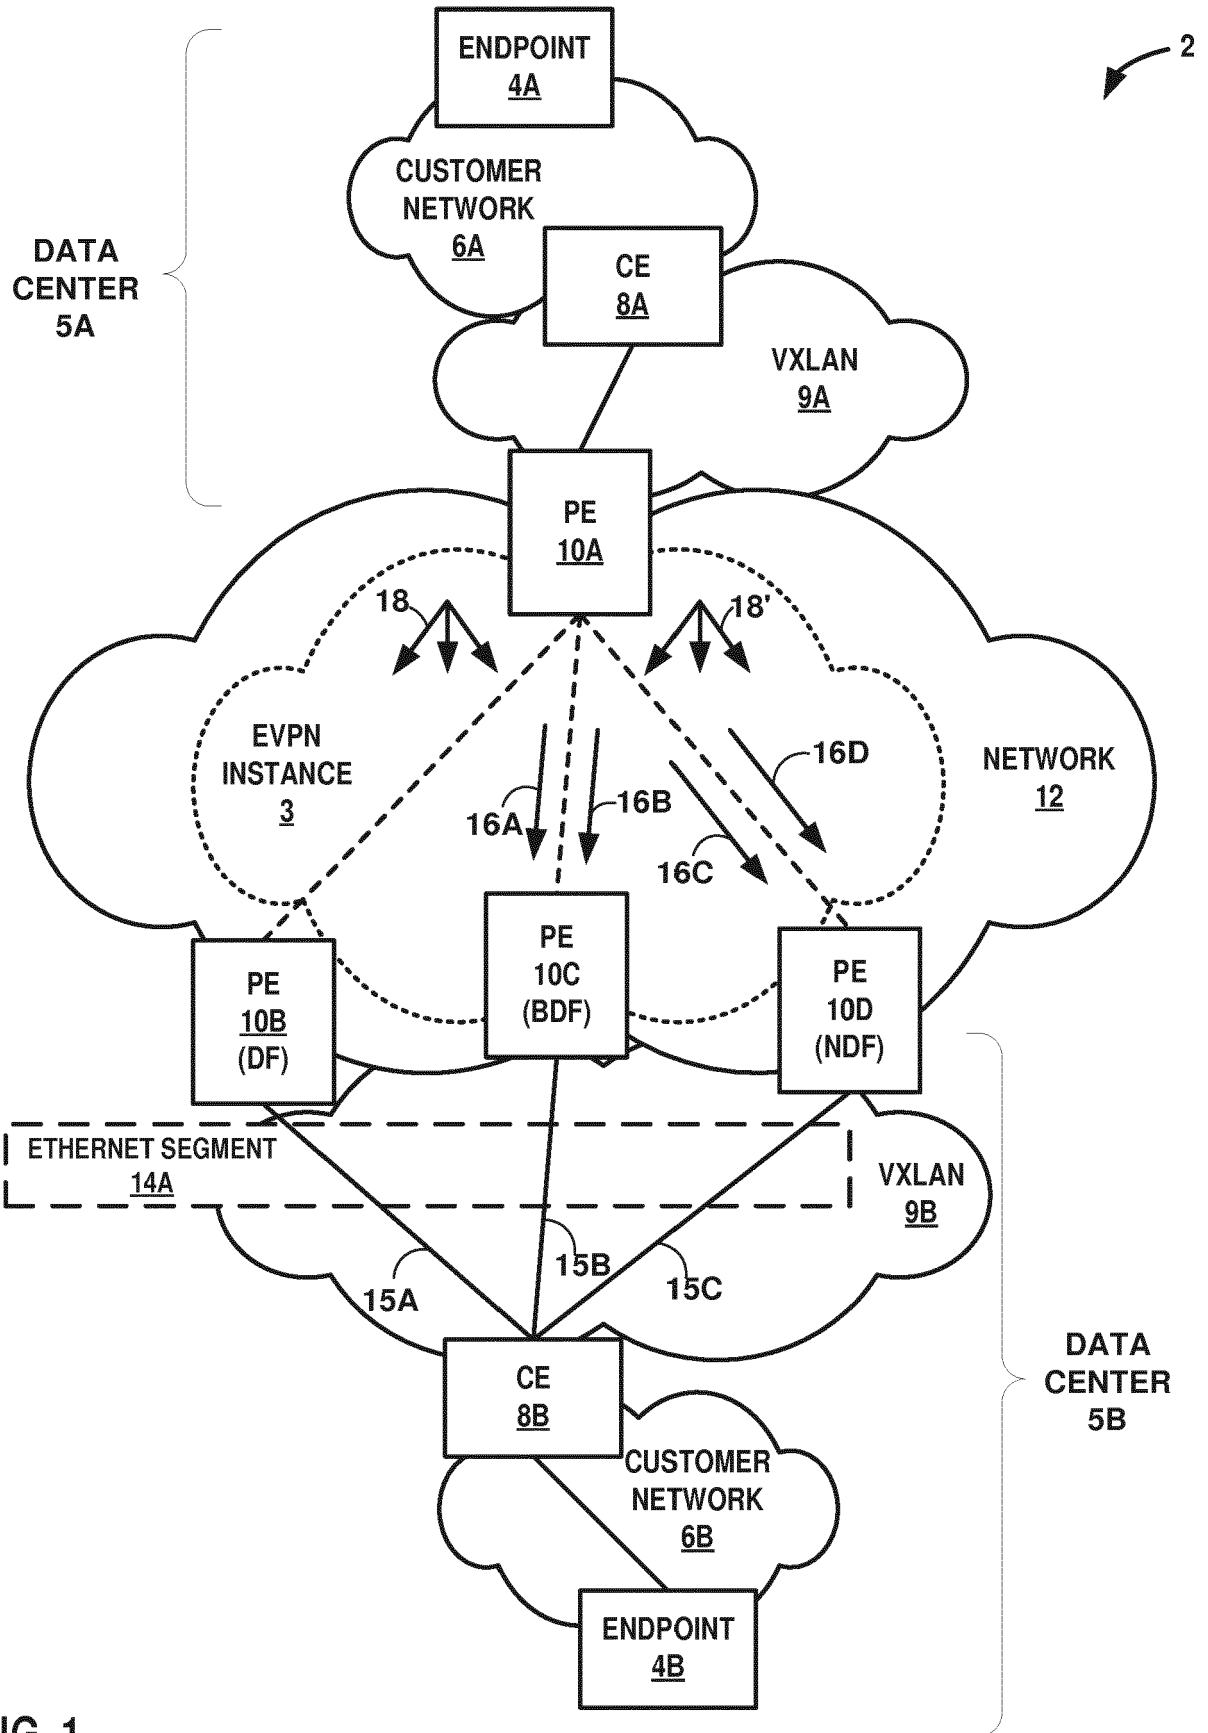 2
ENDPOINT
4A
CUSTOMER
NETWORK
6A
DATA
CENTER
5A
CE
8A
VXLAN
9A
PE
10A
18
18'
EVPN
INSTANCE
3
16A
16B
16C
16D
NETWORK
12
PE
10B
(DF)
PE
10C
(BDF)
PE
10D
(NDF)
ETHERNET SEGMENT
14A
VXLAN
9B
15A
15B
15C
CE
8B
DATA
CENTER
5B
CUSTOMER
NETWORK
6B
ENDPOINT
4B
IG. 1